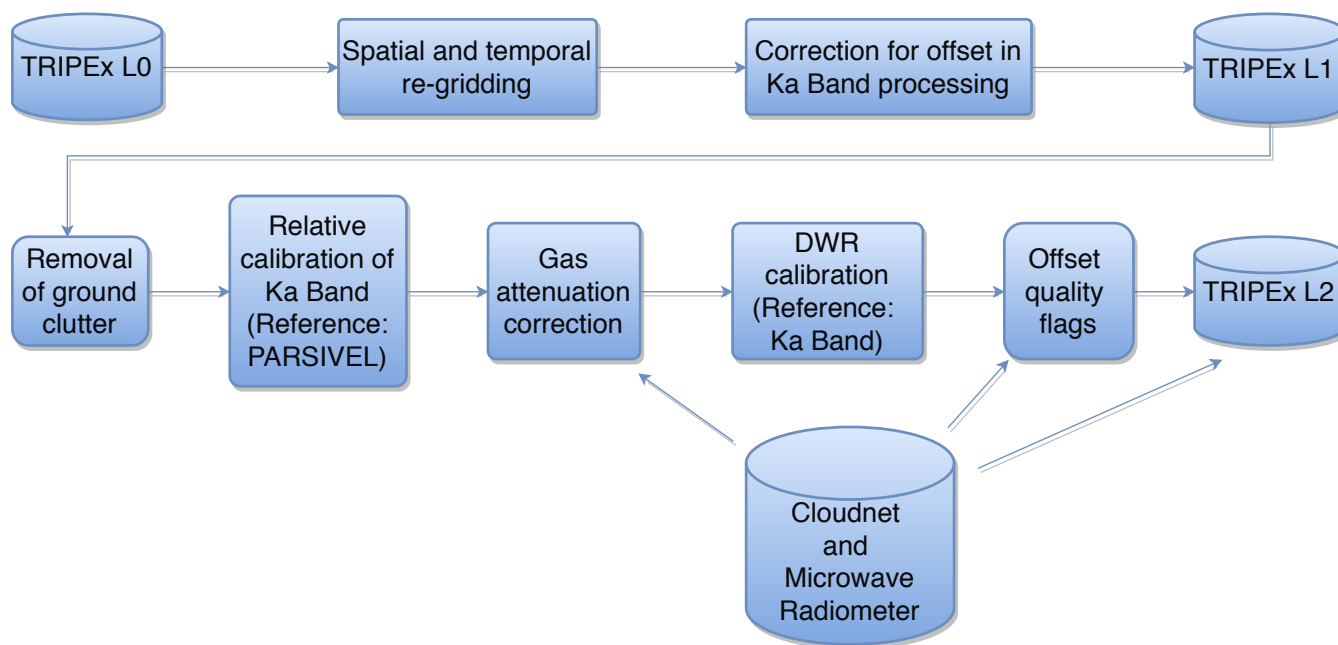 TRIPEx L0
Spatial and temporal
re-gridding
Correction for offset in
Ka Band processing
TRIPEx L1
Removal
of ground
clutter
Relative
calibration of
Ka Band
(Reference:
PARSIVEL)
Gas
attenuation
correction
DWR
calibration
(Reference:
Ka Band)
Offset
quality
flags
TRIPEx L2
Cloudnet
and
Microwave
Radiometer